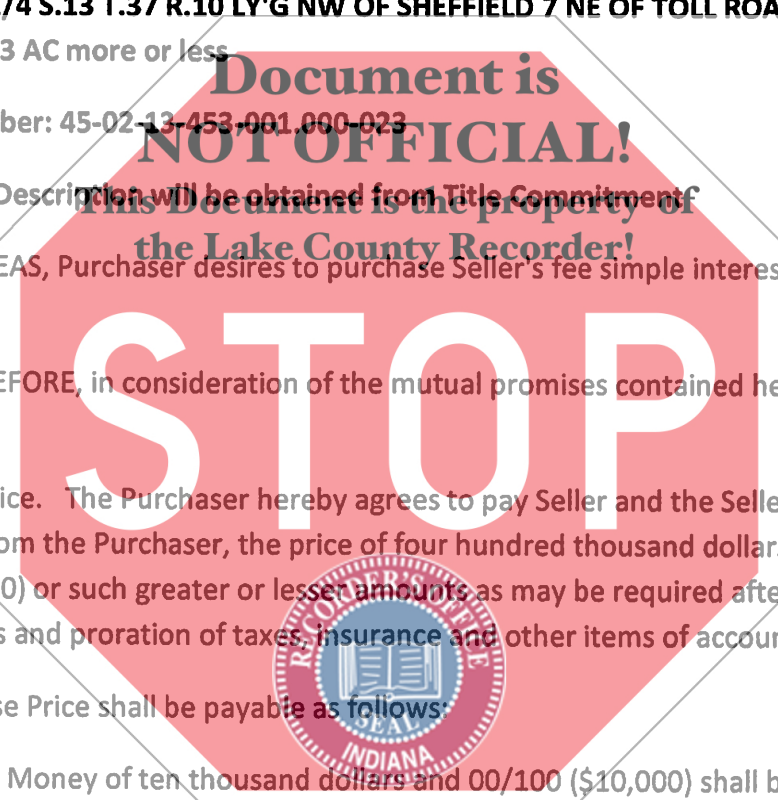 /4 S.13 T.37 R.10 LY'G NW OF SHEFFIELD 7 NE OF TOLL ROA
3 AC more or less
Document is
ber: 45-02-13-453-001.000-023
NOT OFFICIAL!
Description will be obtained from Title Commitment
This Document is the property of
the Lake County Recorder!
EAS, Purchaser desires to purchase Seller's fee simple interes
STOP
EFORE, in consideration of the mutual promises contained he
ice. The Purchaser hereby agrees to pay Seller and the Selle
om the Purchaser, the price of four hundred thousand dollar
0) or such greater or lesser amounts as may be required afte
s and proration of taxes, insurance and other items of accour
RECORDER'S OFFICE
SEAL
INDIANA
se Price shall be payable as follows:
Money of ten thousand dollars and 00/100 ($10,000) shall b